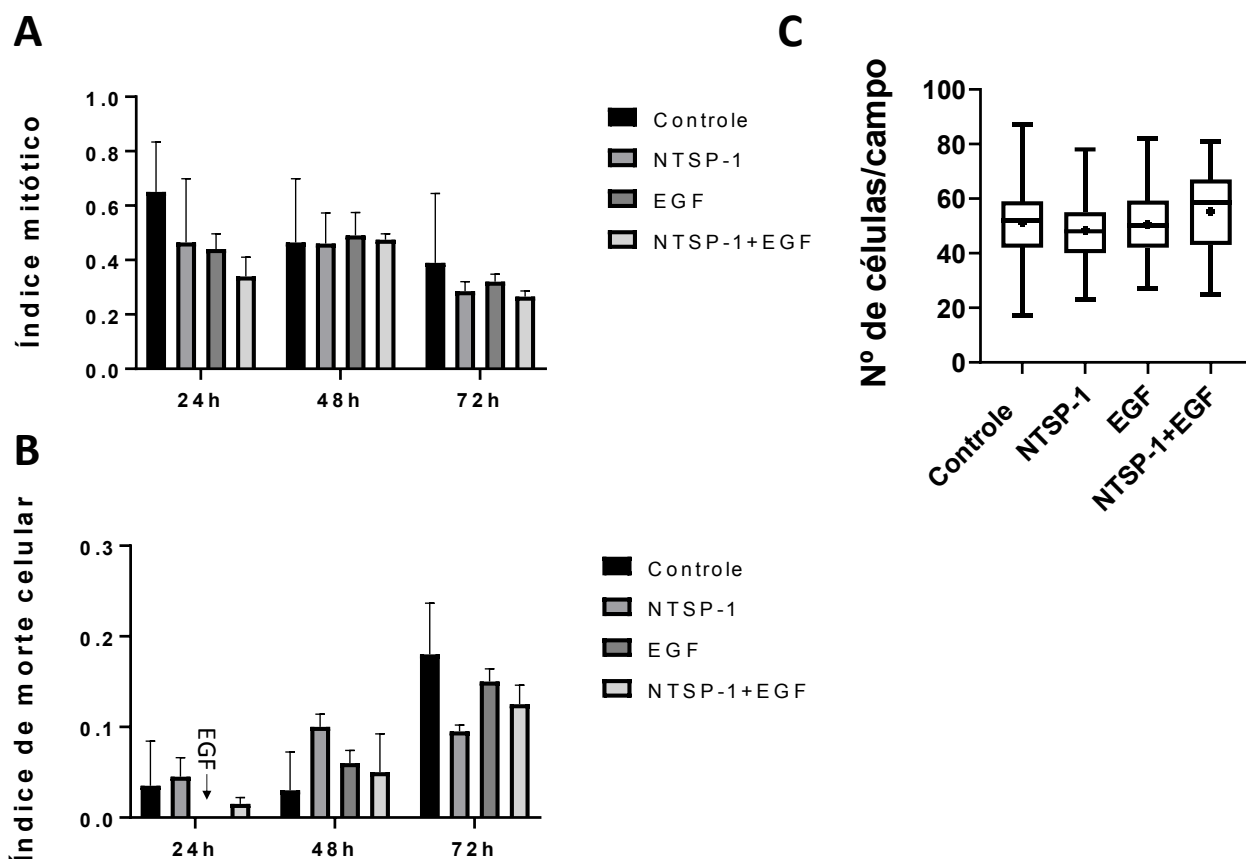 A
Índice mitótico
1.0
0.8
0.6
0.4
0.2
0.0
24h
48h
72h
Controle
NTSP-1
EGF
NTSP-1+EGF
B
Índice de morte celular
0.3
0.2
0.1
0.0
EGF
24h
48h
72h
Controle
NTSP-1
EGF
NTSP-1+EGF
C
Nº de células/campo
100
80
60
40
20
0
Controle
NTSP-1
EGF
NTSP-1+EGF